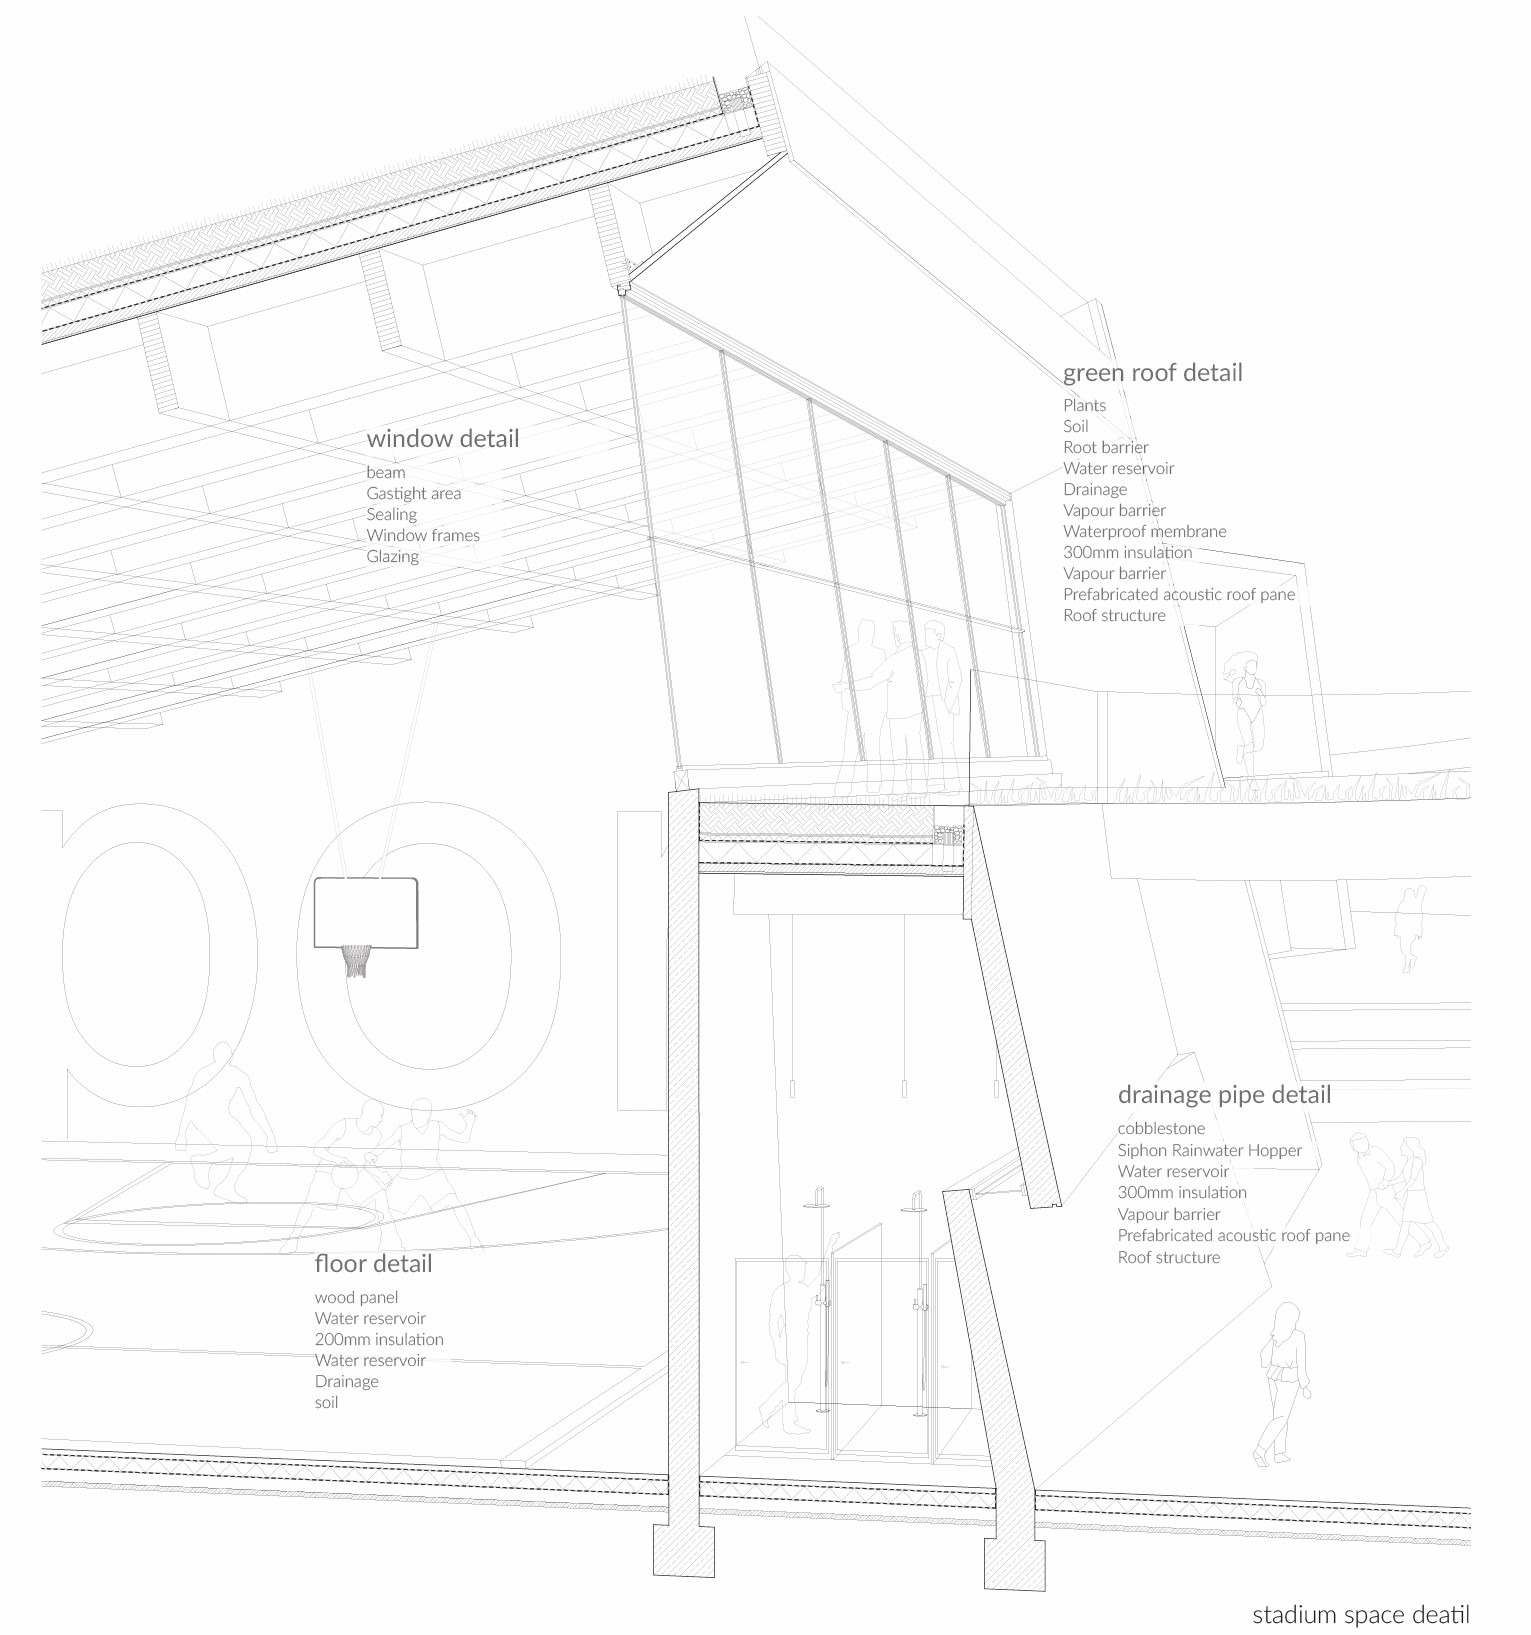 green roof detail
Plants
Soil
Root barrier
Water reservoir
Drainage
Vapour barrier
Waterproof membrane
300mm insulation
Vapour barrier
Prefabricated acoustic roof pane
Roof structure
window detail
beam
Gastight area
Sealing
Window frames
Glazing
drainage pipe detail
cobblestone
Siphon Rainwater Hopper
Water reservoir
300mm insulation
Vapour barrier
Prefabricated acoustic roof pane
Roof structure
floor detail
wood panel
Water reservoir
200mm insulation
Water reservoir
Drainage
soil
stadium space deatil